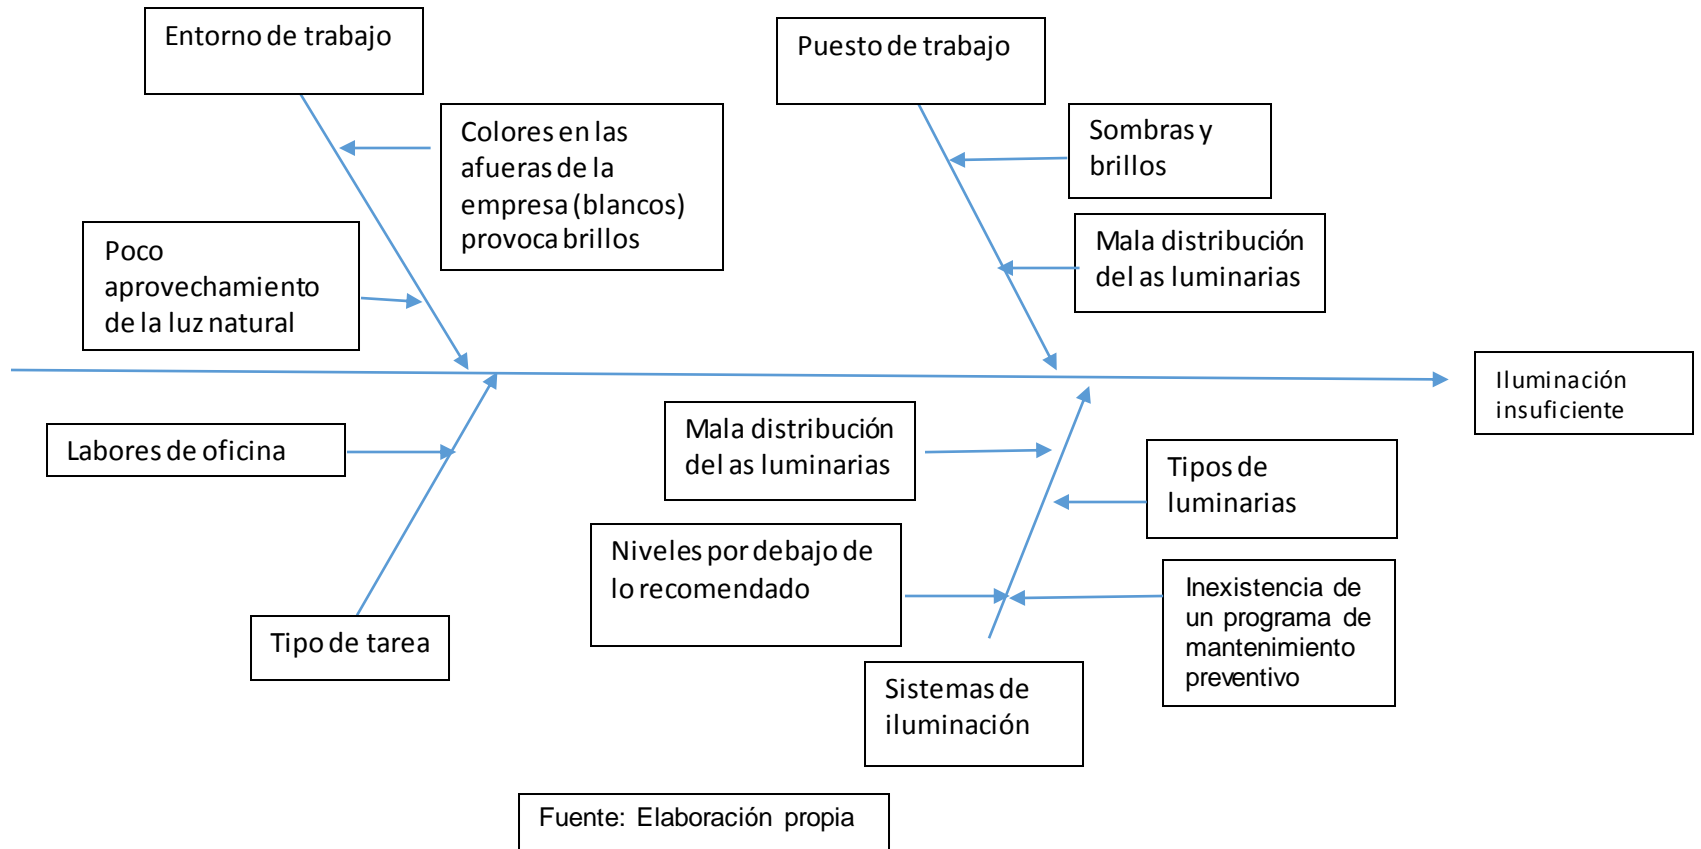 Entorno de trabajo
Puesto de trabajo
Colores en las
afueras de la
empresa (blancos)
provoca brillos
Sombras y
brillos
Poco
aprovechamiento
de la luz natural
Mala distribución
del as luminarias
Iluminación
insuficiente
Labores de oficina
Mala distribución
del as luminarias
Tipos de
luminarias
Niveles por debajo de
lo recomendado
Inexistencia de
un programa de
mantenimiento
preventivo
Tipo de tarea
Sistemas de
iluminación
Fuente: Elaboración propia